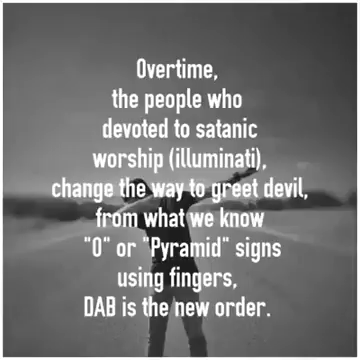 Overtime,
the people who
devoted to satanic
worship (illuminati),
change the way to greet devil,
from what we know
"O" or "Pyramid" signs
using fingers,
DAB is the new order.